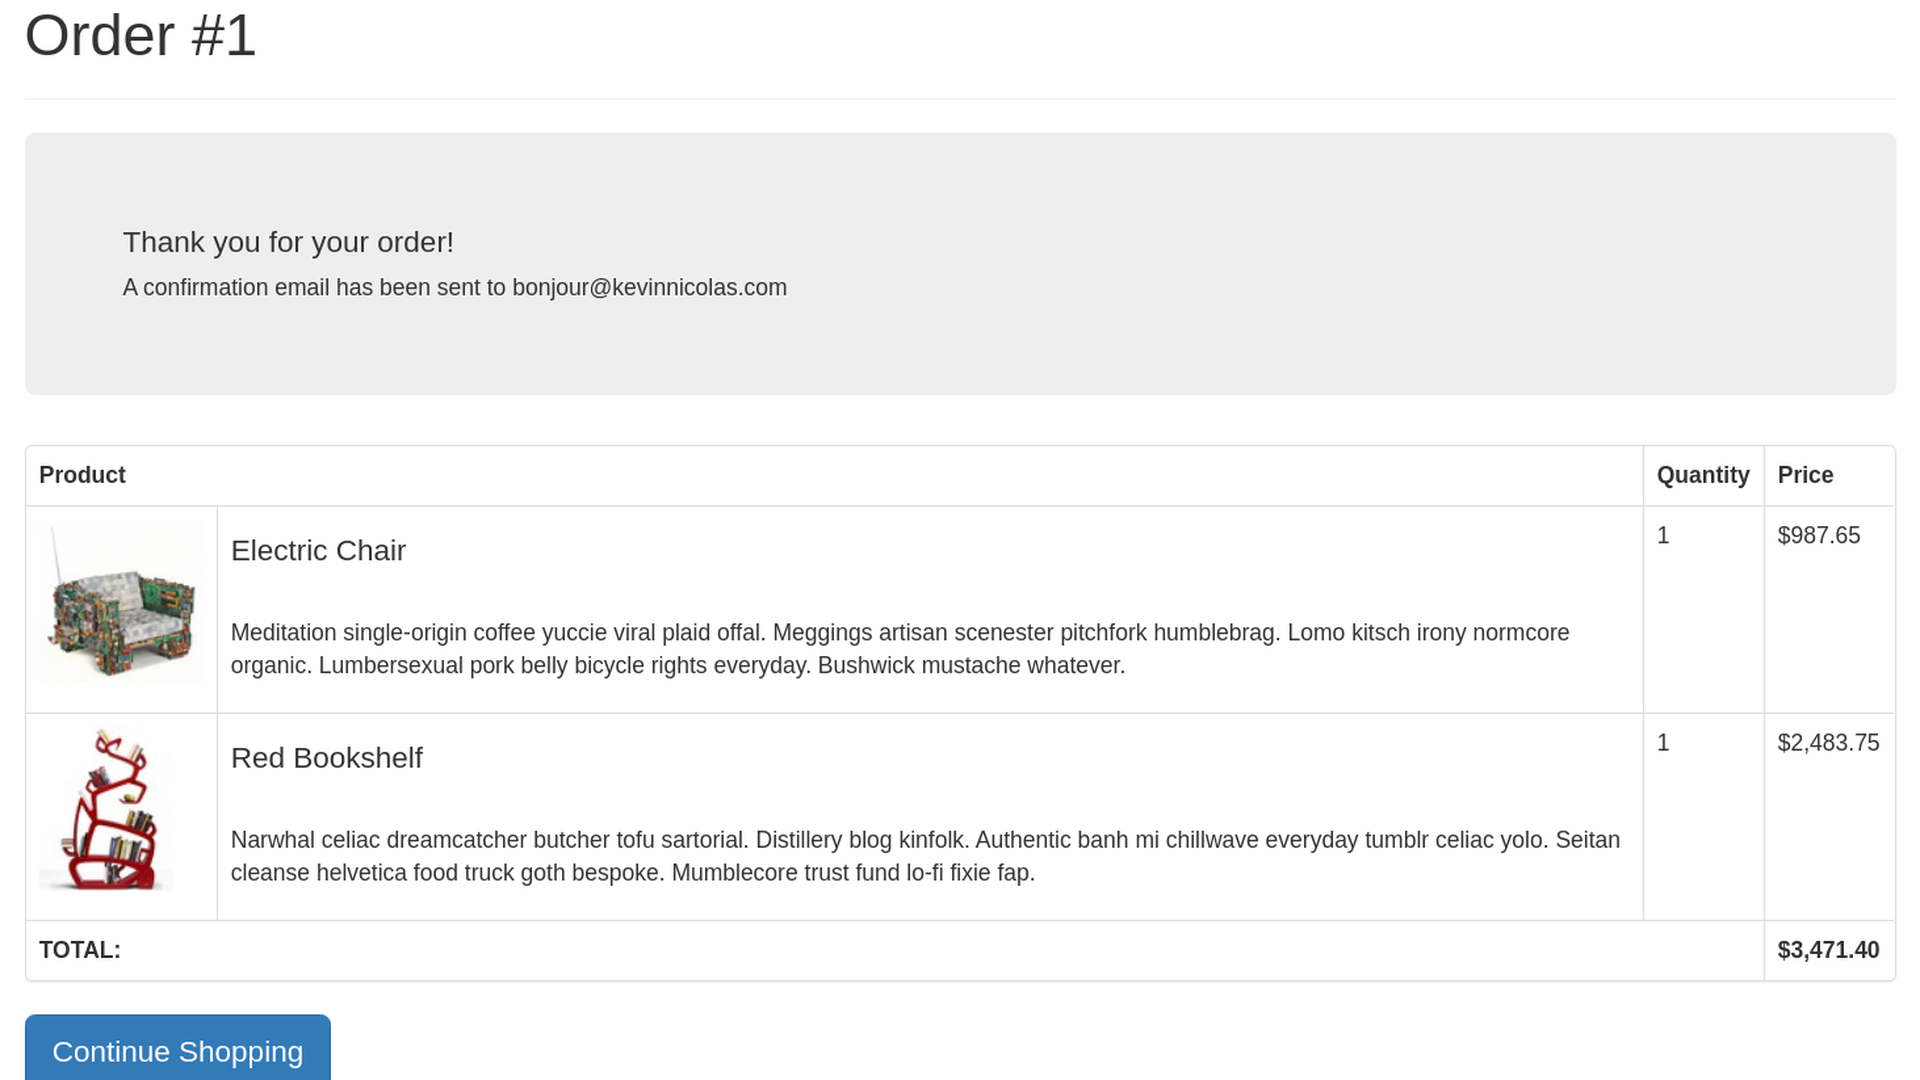 Order #1
Thank you for your order!
A confirmation email has been sent to bonjour@kevinnicolas.com
Product Quantity Price
Electric Chair 1 $987.65
Meditation single-origin coffee yuccie viral plaid offal. Meggings artisan scenester pitchfork humblebrag. Lomo kitsch irony normcore
organic. Lumbersexual pork belly bicycle rights everyday. Bushwick mustache whatever.
Red Bookshelf 1 $2,483.75
Narwhal celiac dreamcatcher butcher tofu sartorial. Distillery blog kinfolk. Authentic banh mi chillwave everyday tumblr celiac yolo. Seitan
cleanse helvetica food truck goth bespoke. Mumblecore trust fund lo-fi fixie fap.
TOTAL: $3,471.40
Continue Shopping